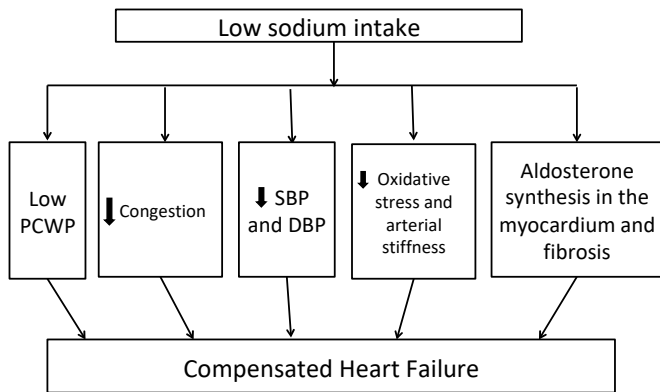 Low sodium intake
Low
PCWP
Congestion
SBP
and DBP
Oxidative
stress and
arterial
stiffness
Aldosterone
synthesis in the
myocardium and
fibrosis
Compensated Heart Failure